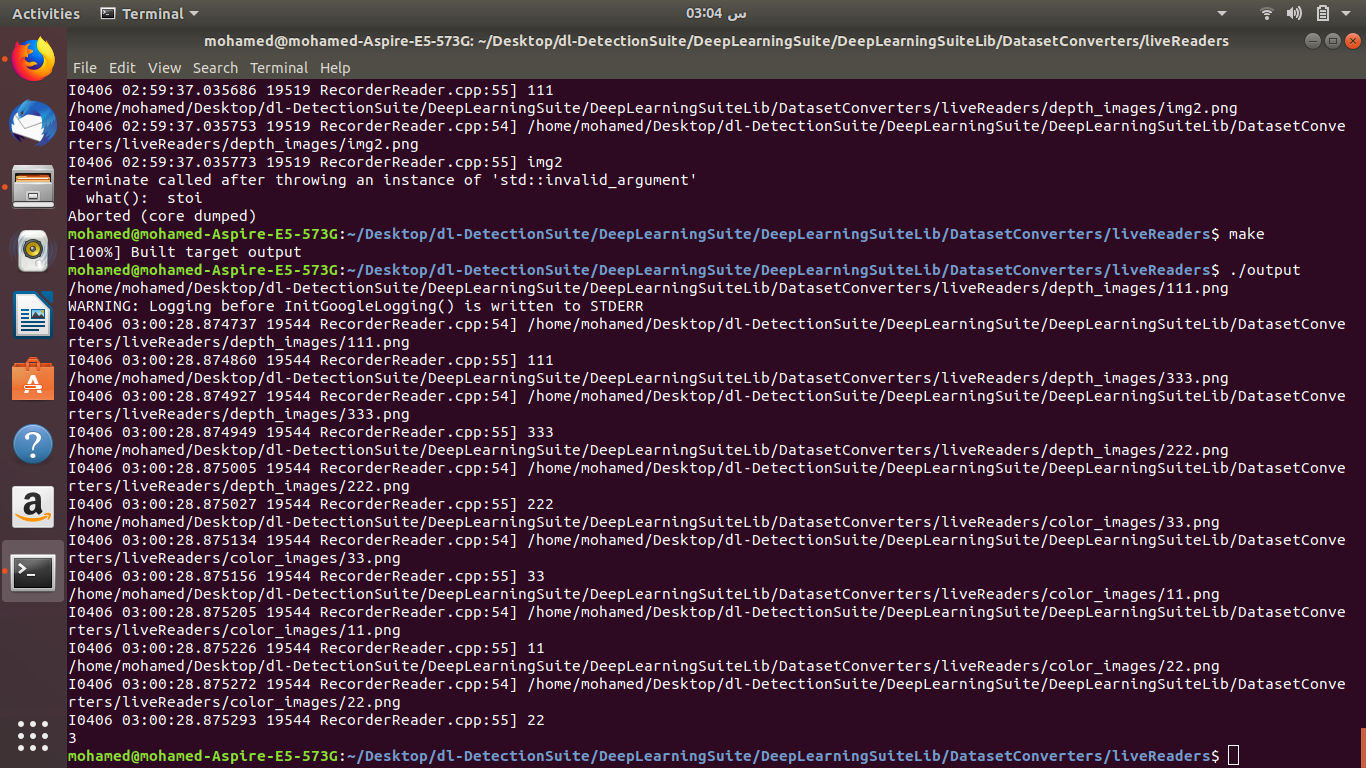 Activities Terminal 03:04 س
mohamed@mohamed-Aspire-E5-573G: ~/Desktop/dl-DetectionSuite/DeepLearningSuite/DeepLearningSuiteLib/DatasetConverters/liveReaders
File Edit View Search Terminal Help
I0406 02:59:37.035686 19519 RecorderReader.cpp:55] 111
/home/mohamed/Desktop/dl-DetectionSuite/DeepLearningSuite/DeepLearningSuiteLib/DatasetConverters/liveReaders/depth_images/img2.png
I0406 02:59:37.035753 19519 RecorderReader.cpp:54] /home/mohamed/Desktop/dl-DetectionSuite/DeepLearningSuite/DeepLearningSuiteLib/DatasetConve
rters/liveReaders/depth_images/img2.png
I0406 02:59:37.035773 19519 RecorderReader.cpp:55] img2
terminate called after throwing an instance of 'std::invalid_argument'
  what():  stoi
Aborted (core dumped)
mohamed@mohamed-Aspire-E5-573G:~/Desktop/dl-DetectionSuite/DeepLearningSuite/DeepLearningSuiteLib/DatasetConverters/liveReaders$ make
[100%] Built target output
mohamed@mohamed-Aspire-E5-573G:~/Desktop/dl-DetectionSuite/DeepLearningSuite/DeepLearningSuiteLib/DatasetConverters/liveReaders$ ./output
/home/mohamed/Desktop/dl-DetectionSuite/DeepLearningSuite/DeepLearningSuiteLib/DatasetConverters/liveReaders/depth_images/111.png
WARNING: Logging before InitGoogleLogging() is written to STDERR
I0406 03:00:28.874737 19544 RecorderReader.cpp:54] /home/mohamed/Desktop/dl-DetectionSuite/DeepLearningSuite/DeepLearningSuiteLib/DatasetConve
rters/liveReaders/depth_images/111.png
I0406 03:00:28.874860 19544 RecorderReader.cpp:55] 111
/home/mohamed/Desktop/dl-DetectionSuite/DeepLearningSuite/DeepLearningSuiteLib/DatasetConverters/liveReaders/depth_images/333.png
I0406 03:00:28.874927 19544 RecorderReader.cpp:54] /home/mohamed/Desktop/dl-DetectionSuite/DeepLearningSuite/DeepLearningSuiteLib/DatasetConve
rters/liveReaders/depth_images/333.png
I0406 03:00:28.874949 19544 RecorderReader.cpp:55] 333
/home/mohamed/Desktop/dl-DetectionSuite/DeepLearningSuite/DeepLearningSuiteLib/DatasetConverters/liveReaders/depth_images/222.png
I0406 03:00:28.875005 19544 RecorderReader.cpp:54] /home/mohamed/Desktop/dl-DetectionSuite/DeepLearningSuite/DeepLearningSuiteLib/DatasetConve
rters/liveReaders/depth_images/222.png
I0406 03:00:28.875027 19544 RecorderReader.cpp:55] 222
/home/mohamed/Desktop/dl-DetectionSuite/DeepLearningSuite/DeepLearningSuiteLib/DatasetConverters/liveReaders/color_images/33.png
I0406 03:00:28.875134 19544 RecorderReader.cpp:54] /home/mohamed/Desktop/dl-DetectionSuite/DeepLearningSuite/DeepLearningSuiteLib/DatasetConve
rters/liveReaders/color_images/33.png
I0406 03:00:28.875156 19544 RecorderReader.cpp:55] 33
/home/mohamed/Desktop/dl-DetectionSuite/DeepLearningSuite/DeepLearningSuiteLib/DatasetConverters/liveReaders/color_images/11.png
I0406 03:00:28.875205 19544 RecorderReader.cpp:54] /home/mohamed/Desktop/dl-DetectionSuite/DeepLearningSuite/DeepLearningSuiteLib/DatasetConve
rters/liveReaders/color_images/11.png
I0406 03:00:28.875226 19544 RecorderReader.cpp:55] 11
/home/mohamed/Desktop/dl-DetectionSuite/DeepLearningSuite/DeepLearningSuiteLib/DatasetConverters/liveReaders/color_images/22.png
I0406 03:00:28.875272 19544 RecorderReader.cpp:54] /home/mohamed/Desktop/dl-DetectionSuite/DeepLearningSuite/DeepLearningSuiteLib/DatasetConve
rters/liveReaders/color_images/22.png
I0406 03:00:28.875293 19544 RecorderReader.cpp:55] 22
3
mohamed@mohamed-Aspire-E5-573G:~/Desktop/dl-DetectionSuite/DeepLearningSuite/DeepLearningSuiteLib/DatasetConverters/liveReaders$